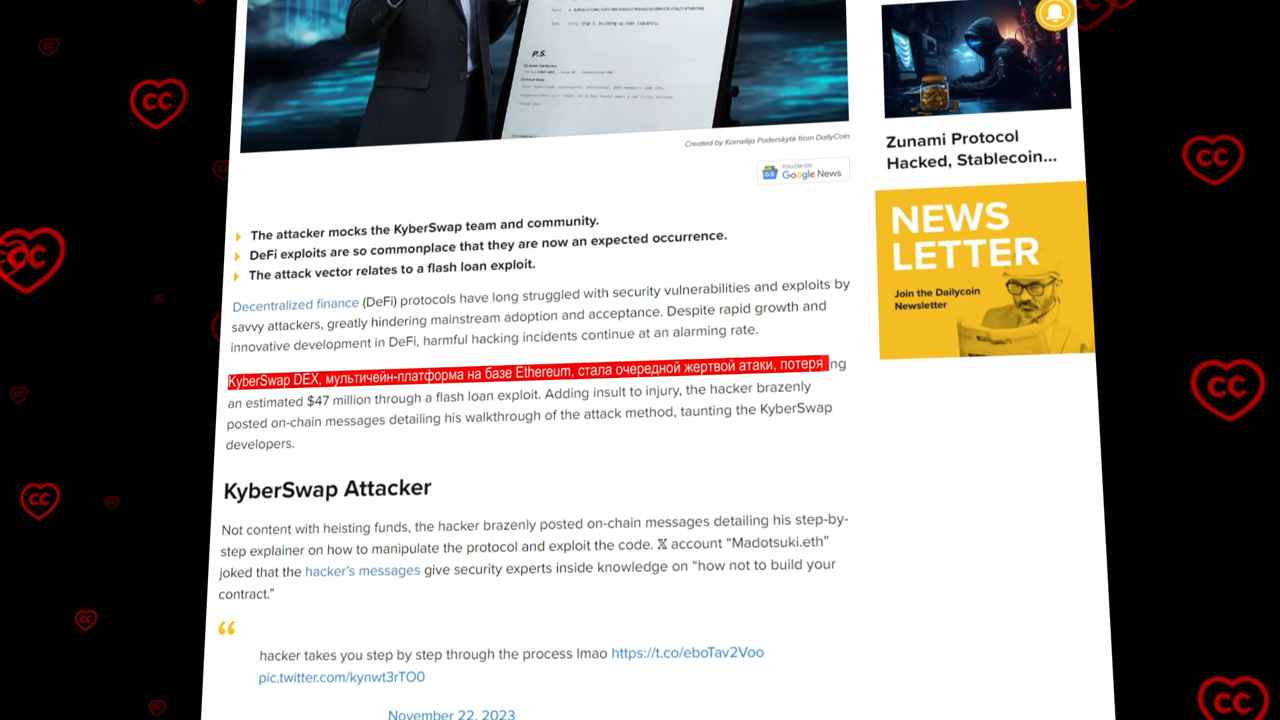 P.S.
Created by Kornelija Poderskytė from DailyCoin
FOLLOW ON
Google News
The attacker mocks the KyberSwap team and community.
DeFi exploits are so commonplace that they are now an expected occurrence.
The attack vector relates to a flash loan exploit.
Decentralized finance (DeFi) protocols have long struggled with security vulnerabilities and exploits by
savvy attackers, greatly hindering mainstream adoption and acceptance. Despite rapid growth and
innovative development in DeFi, harmful hacking incidents continue at an alarming rate.
KyberSwap DEX, мультичейн-платформа на базе Ethereum, стала очередной жертвой атаки, потеря ng
an estimated $47 million through a flash loan exploit. Adding insult to injury, the hacker brazenly
posted on-chain messages detailing his walkthrough of the attack method, taunting the KyberSwap
developers.
KyberSwap Attacker
Not content with heisting funds, the hacker brazenly posted on-chain messages detailing his step-by-
step explainer on how to manipulate the protocol and exploit the code. 𝕏 account “Madotsuki.eth”
joked that the hacker’s messages give security experts inside knowledge on “how not to build your
contract.”
hacker takes you step by step through the process lmao https://t.co/eboTav2Voo
pic.twitter.com/kynwt3rTO0
November 22, 2023
Zunami Protocol
Hacked, Stablecoin...
NEWS
LETTER
Join the Dailycoin
Newsletter
CC
CC
CC
CC
CC
CC